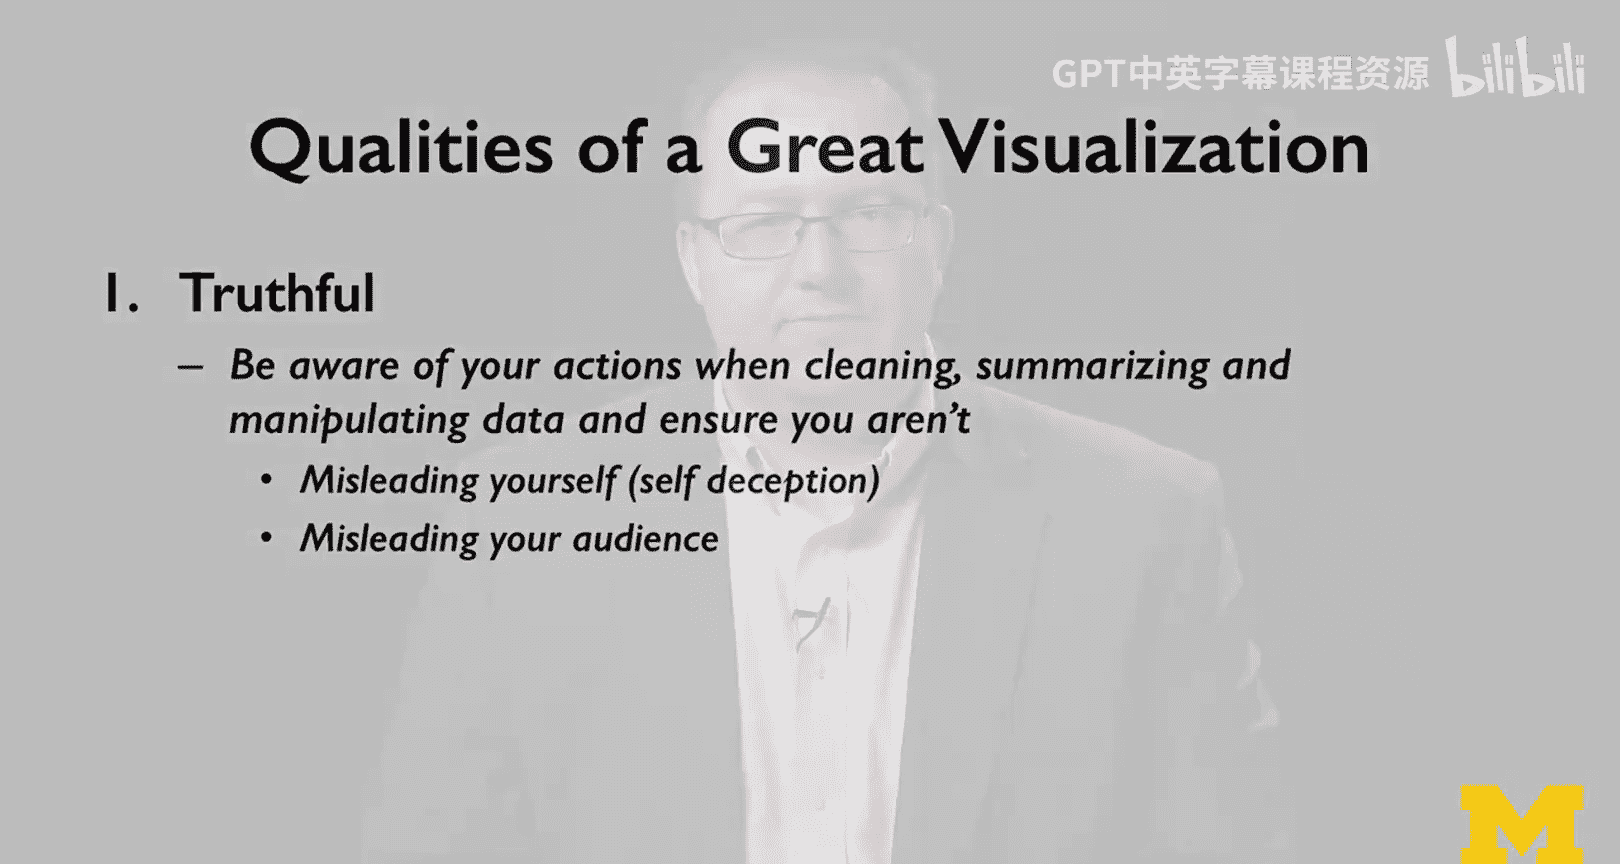 GPT中英字幕课程资源 bilibili
Qualities of a Great Visualization
1. Truthful
– Be aware of your actions when cleaning, summarizing and
manipulating data and ensure you aren’t
• Misleading yourself (self deception)
• Misleading your audience
M